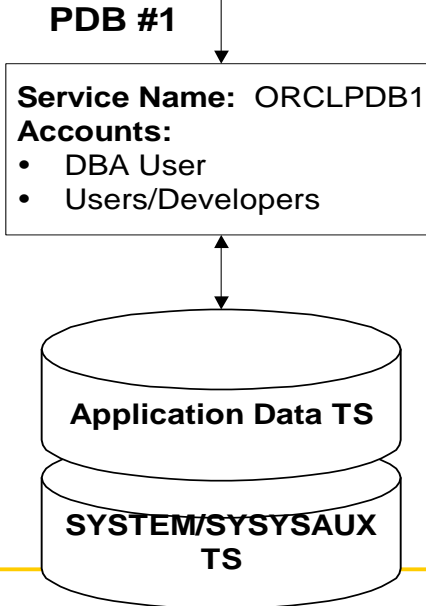 PDB #1
Service Name: ORCLPDB1
Accounts:
• DBA User
• Users/Developers
Application Data TS
SYSTEM/SYSYSAUX
TS